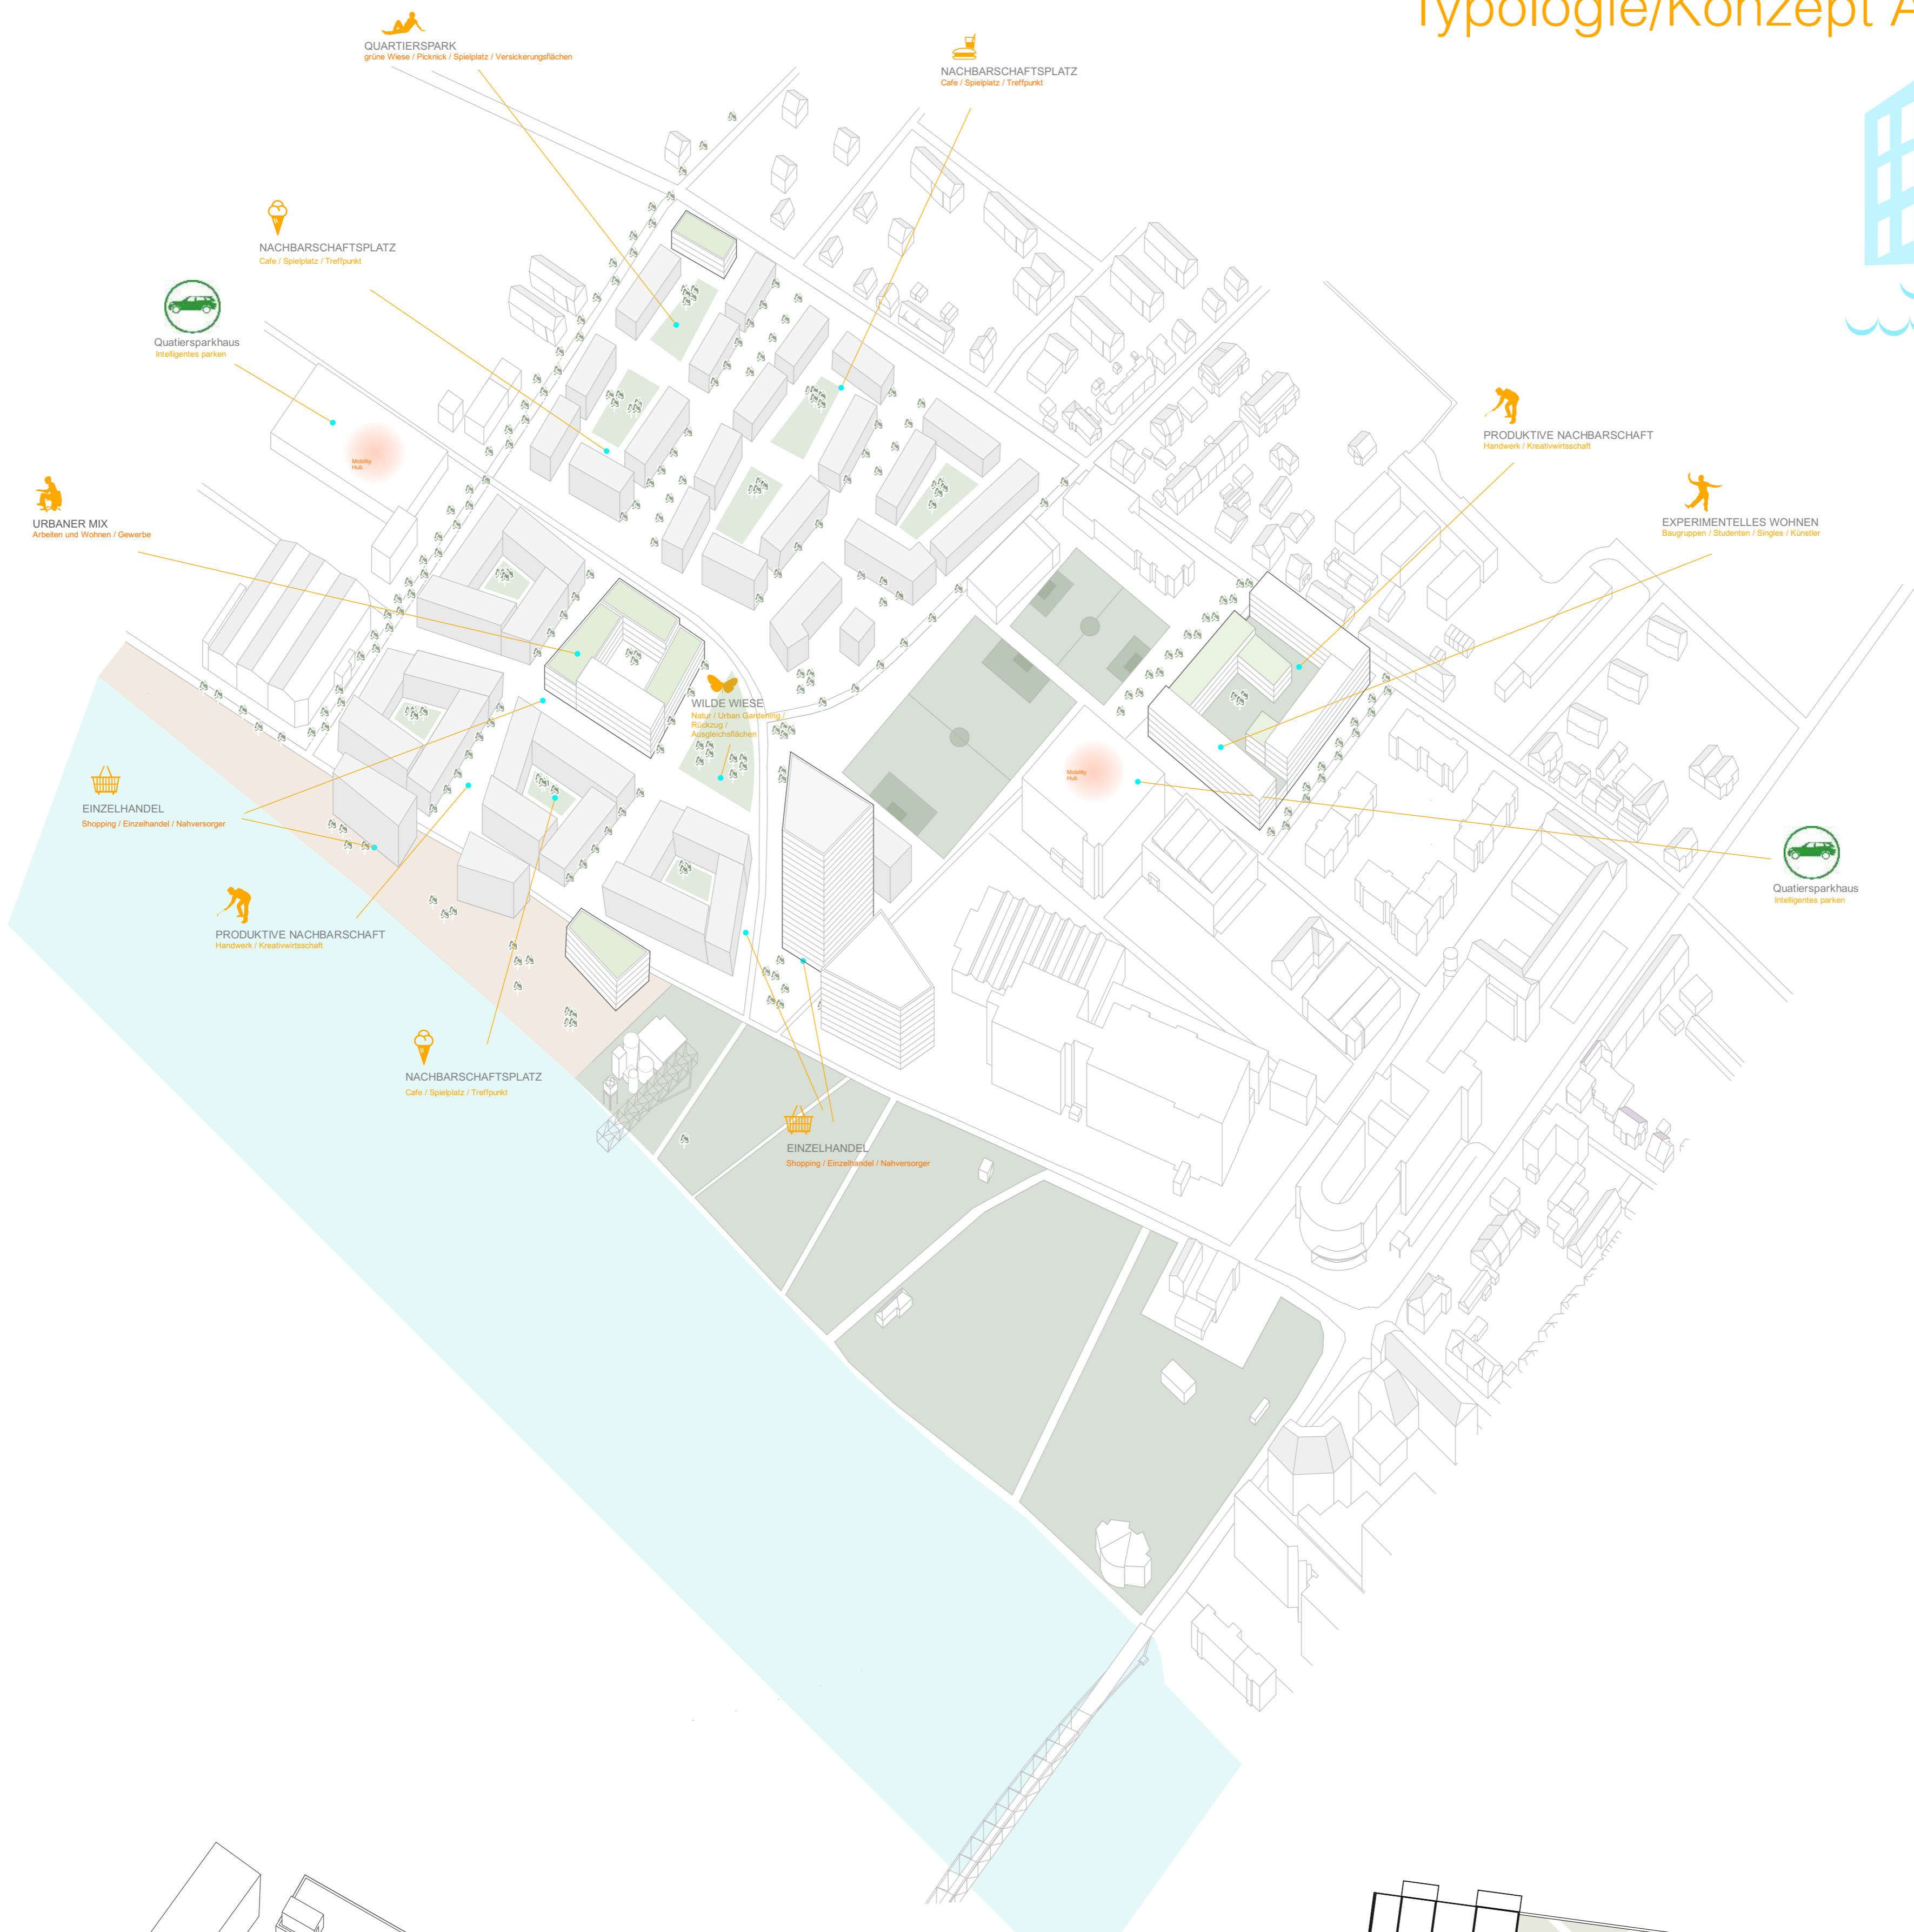 Typologie/Konzept A
QUARTIERSPARK
grüne Wiese / Picknick / Spielplatz / Versickerungsflächen
NACHBARSCHAFTSPLATZ
Cafe / Spielplatz / Treffpunkt
NACHBARSCHAFTSPLATZ
Cafe / Spielplatz / Treffpunkt
Quatiersparkhaus
Intelligentes parken
Mobility
Hub
PRODUKTIVE NACHBARSCHAFT
Handwerk / Kreativwirtsschaft
URBANER MIX
Arbeiten und Wohnen / Gewerbe
EXPERIMENTELLES WOHNEN
Baugruppen / Studenten / Singles / Künstler
WILDE WIESE
Natur / Urban Gardening /
Rückzug /
Ausgleichsflächen
Mobility
Hub
EINZELHANDEL
Shopping / Einzelhandel / Nahversorger
Quatiersparkhaus
Intelligentes parken
PRODUKTIVE NACHBARSCHAFT
Handwerk / Kreativwirtsschaft
NACHBARSCHAFTSPLATZ
Cafe / Spielplatz / Treffpunkt
EINZELHANDEL
Shopping / Einzelhandel / Nahversorger